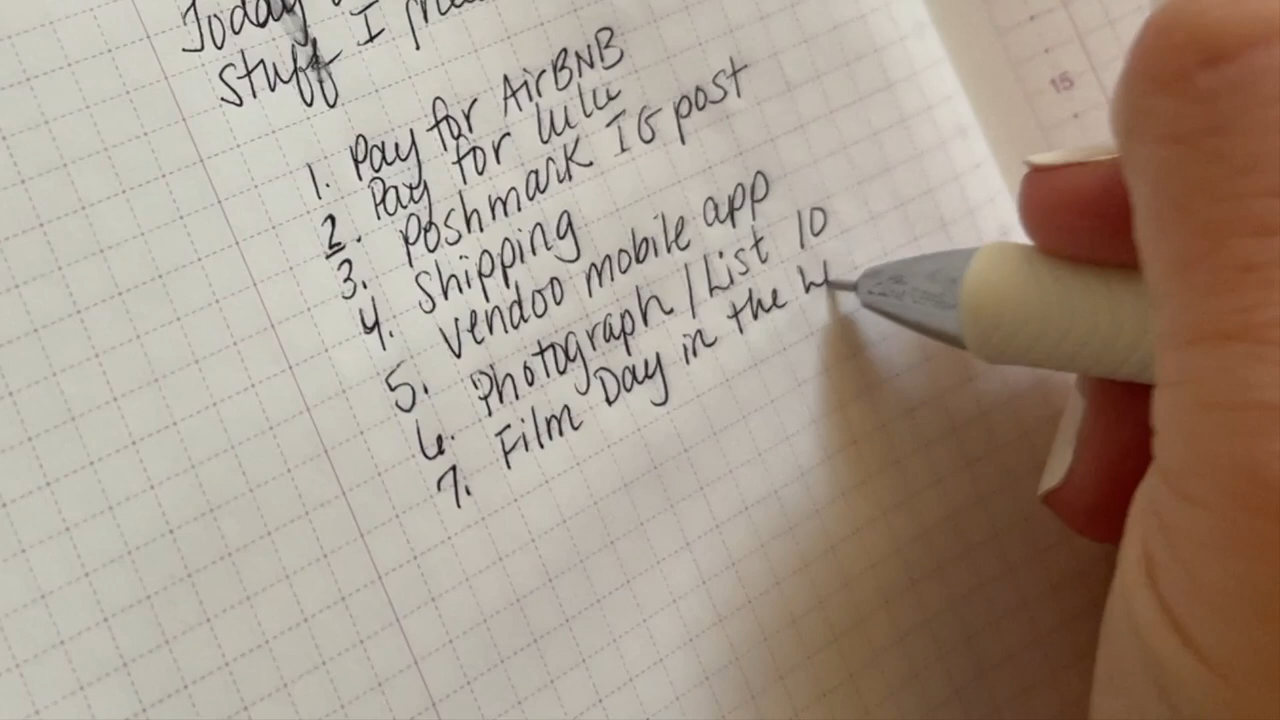 Today
stuff I
1. Pay for AirBNB
2. Pay for lulu
3. Poshmark IG post
4. Shipping
5. Vendoo mobile app
6. Photograph / List 10
7. Film Day in the
15